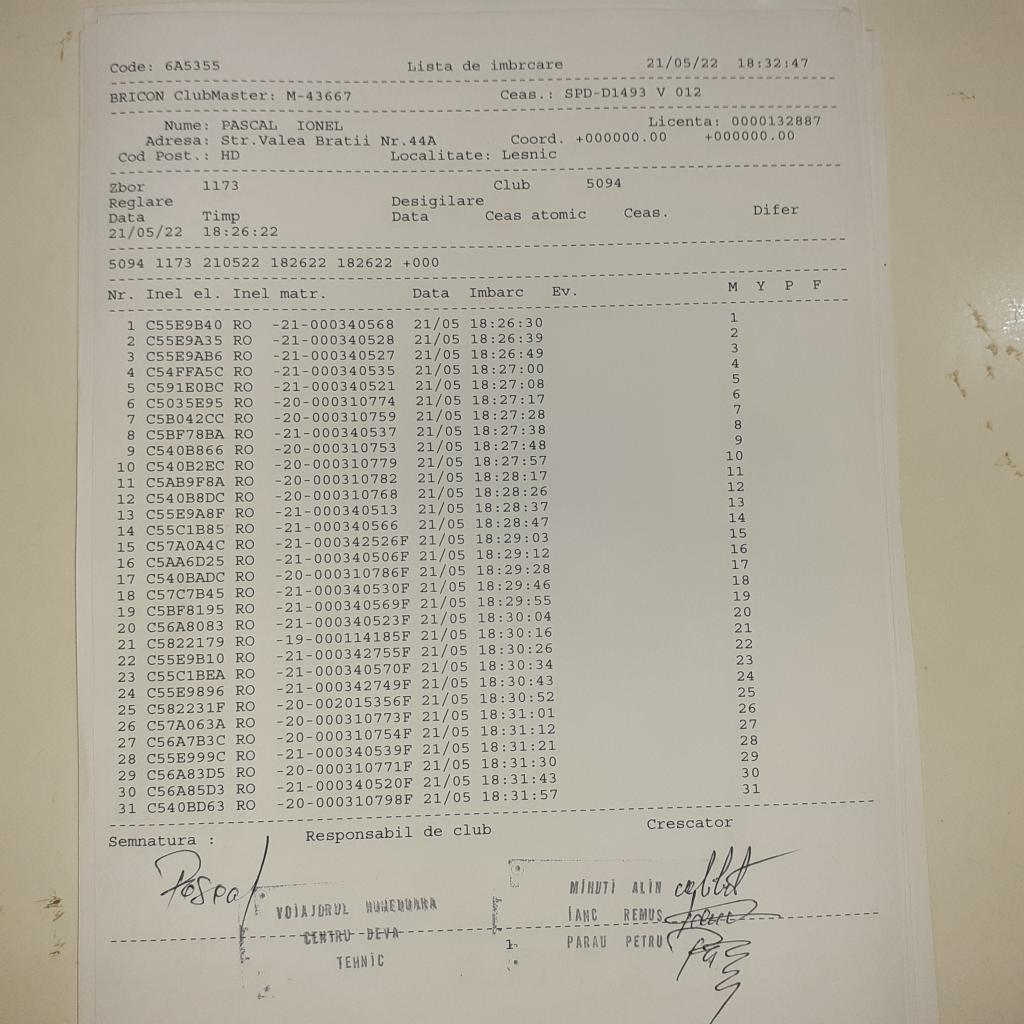 Code: 6A5355 Lista de imbrcare 21/05/22 18:32:47
BRICON ClubMaster: M-43667 Ceas.: SPD-D1493 V 012
Nume: PASCAL IONEL Licenta: 0000132887
Adresa: Str.Valea Bratii Nr.44A Coord. +000000.00 +000000.00
Cod Post.: HD Localitate: Lesnic
Zbor 1173 Club 5094
Reglare Desigilare
Data Timp Data Ceas atomic Ceas. Difer
21/05/22 18:26:22
5094 1173 210522 182622 182622 +000
Nr. Inel el. Inel matr. Data Imbarc Ev. M Y P F
1 C55E9B40 RO -21-000340568 21/05 18:26:30 1
2 C55E9A35 RO -21-000340528 21/05 18:26:39 2
3 C55E9AB6 RO -21-000340527 21/05 18:26:49 3
4 C54FFA5C RO -21-000340535 21/05 18:27:00 4
5 C591E0BC RO -21-000340521 21/05 18:27:08 5
6 C5035E95 RO -20-000310774 21/05 18:27:17 6
7 C5B042CC RO -20-000310759 21/05 18:27:28 7
8 C5BF78BA RO -21-000340537 21/05 18:27:38 8
9 C540B866 RO -20-000310753 21/05 18:27:48 9
10 C540B2EC RO -20-000310779 21/05 18:27:57 10
11 C5AB9F8A RO -20-000310782 21/05 18:28:17 11
12 C540B8DC RO -20-000310768 21/05 18:28:26 12
13 C55E9A8F RO -21-000340513 21/05 18:28:37 13
14 C55C1B85 RO -21-000340566 21/05 18:28:47 14
15 C57A0A4C RO -21-000342526F 21/05 18:29:03 15
16 C5AA6D25 RO -21-000340506F 21/05 18:29:12 16
17 C540BADC RO -20-000310786F 21/05 18:29:28 17
18 C57C7B45 RO -21-000340530F 21/05 18:29:46 18
19 C5BF8195 RO -21-000340569F 21/05 18:29:55 19
20 C56A8083 RO -21-000340523F 21/05 18:30:04 20
21 C5822179 RO -19-000114185F 21/05 18:30:16 21
22 C55E9B10 RO -21-000342755F 21/05 18:30:26 22
23 C55C1BEA RO -21-000340570F 21/05 18:30:34 23
24 C55E9896 RO -21-000342749F 21/05 18:30:43 24
25 C582231F RO -20-002015356F 21/05 18:30:52 25
26 C57A063A RO -20-000310773F 21/05 18:31:01 26
27 C56A7B3C RO -20-000310754F 21/05 18:31:12 27
28 C55E999C RO -21-000340539F 21/05 18:31:21 28
29 C56A83D5 RO -20-000310771F 21/05 18:31:30 29
30 C56A85D3 RO -21-000340520F 21/05 18:31:43 30
31 C540BD63 RO -20-000310798F 21/05 18:31:57 31
Semnatura : Responsabil de club Crescator
VOIAJORUL HUNEDOARA MIHUTI ALIN
CENTRU DEVA IANC REMUS
TEHNIC 1 PARAU PETRU